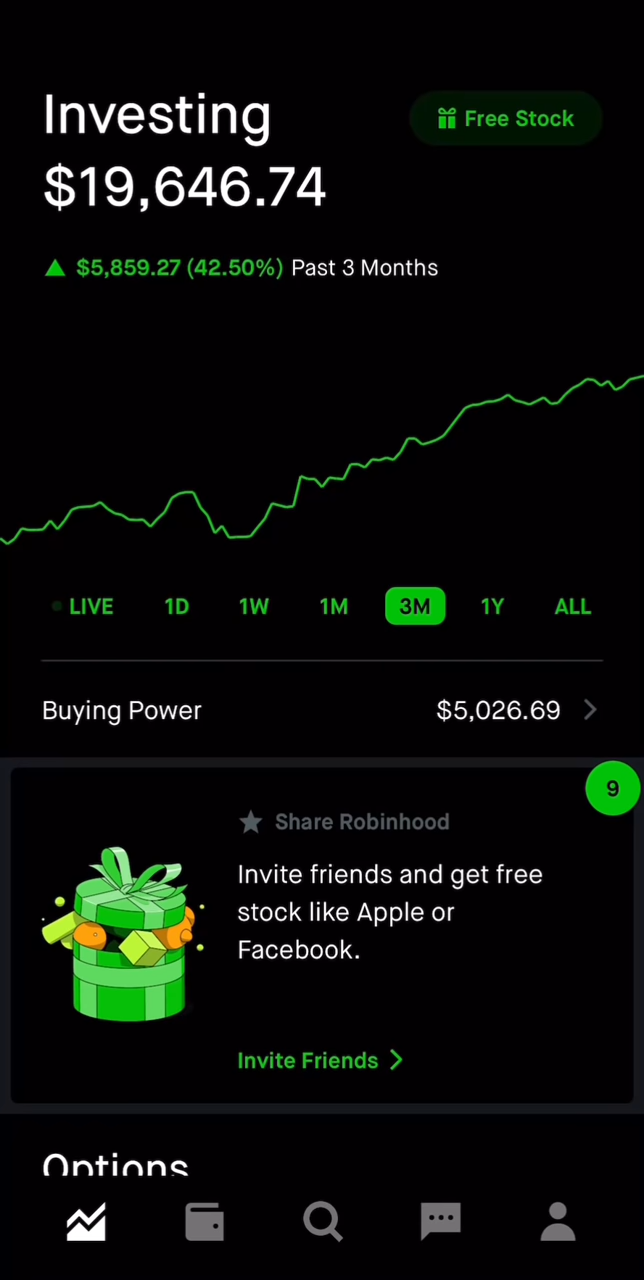 Investing
Free Stock
$19,646.74
$5,859.27 (42.50%) Past 3 Months
LIVE 1D 1W 1M 3M 1Y ALL
Buying Power $5,026.69
9
Share Robinhood
Invite friends and get free
stock like Apple or
Facebook.
Invite Friends
Options